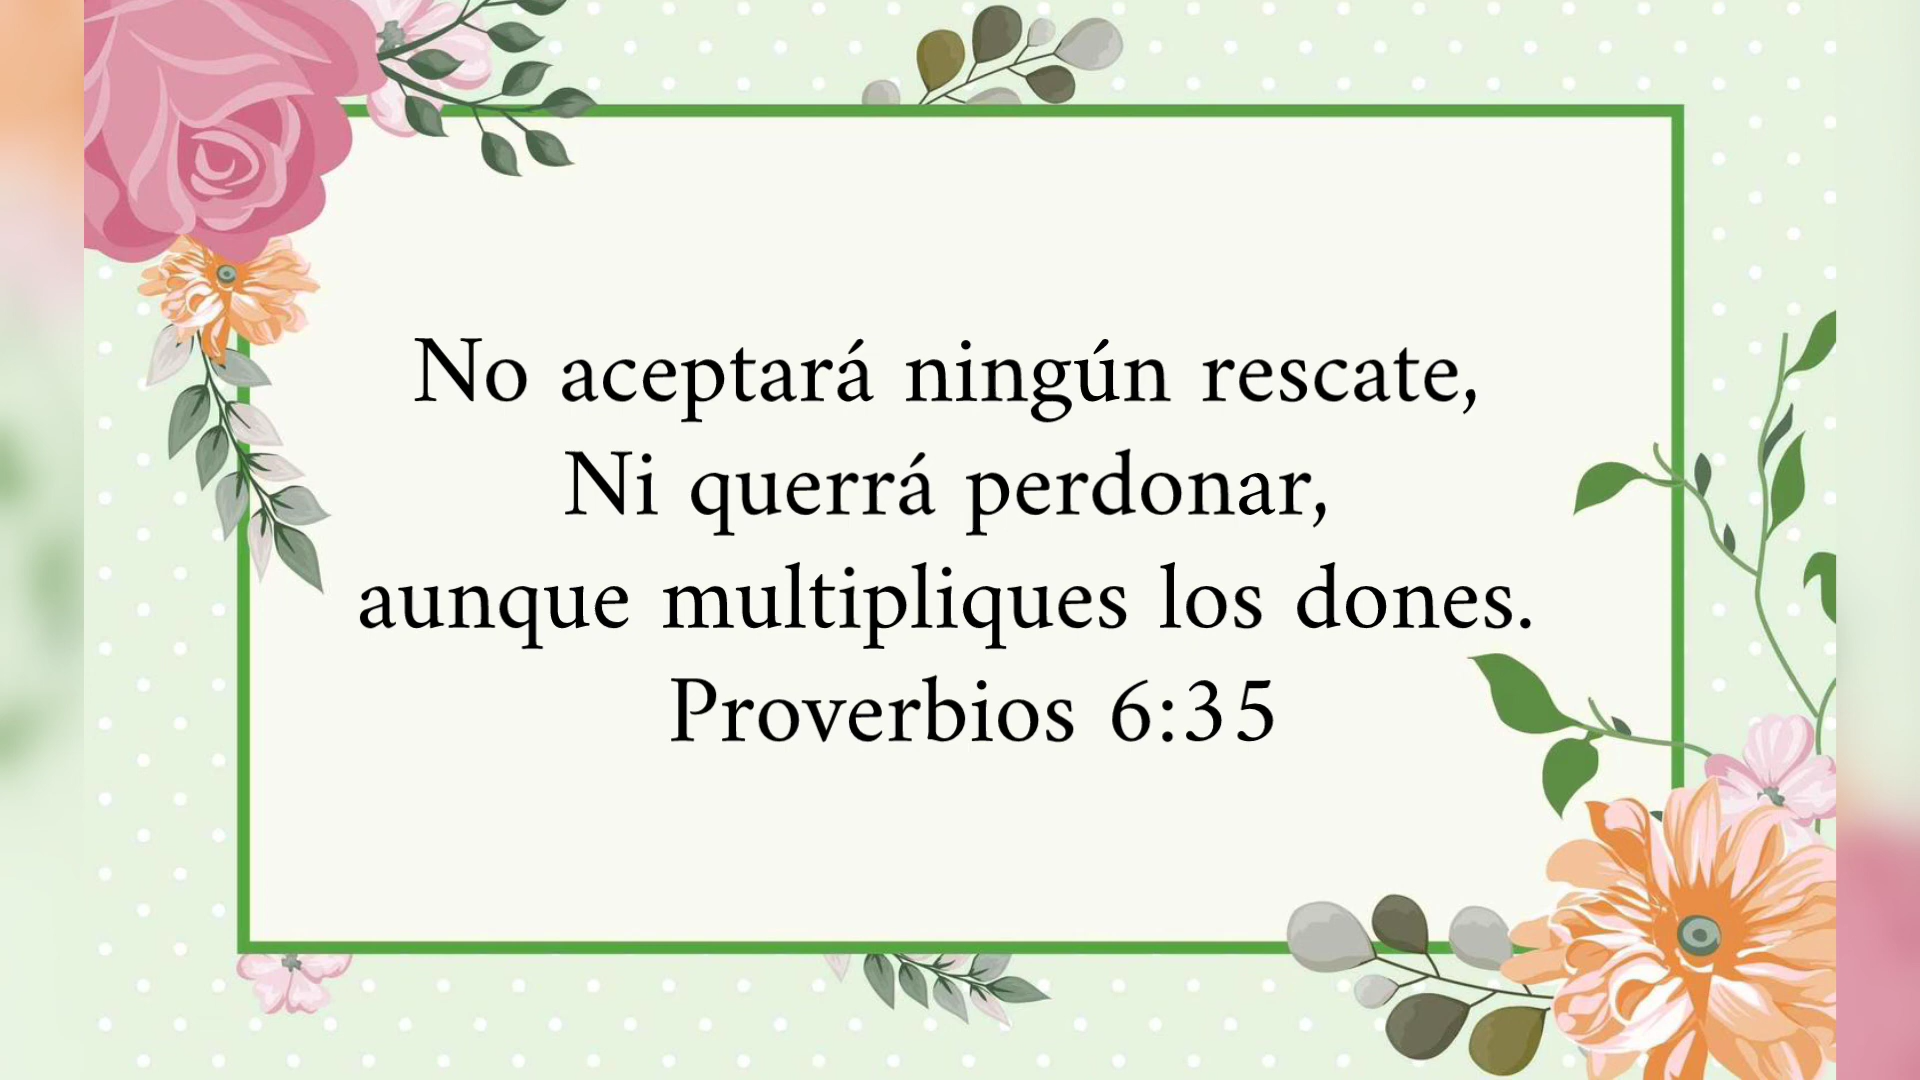 No aceptará ningún rescate,
Ni querrá perdonar,
aunque multipliques los dones.
Proverbios 6:35